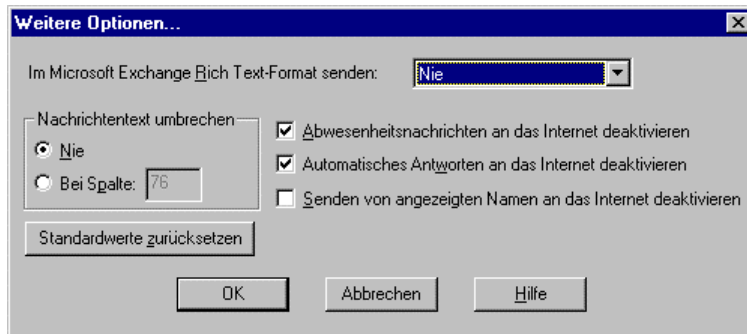 Weitere Optionen...
Im Microsoft Exchange Rich Text-Format senden: Nie
Nachrichtentext umbrechen
Nie
Bei Spalte: 76
Abwesenheitsnachrichten an das Internet deaktivieren
Automatisches Antworten an das Internet deaktivieren
Senden von angezeigten Namen an das Internet deaktivieren
Standardwerte zurücksetzen
OK Abbrechen Hilfe